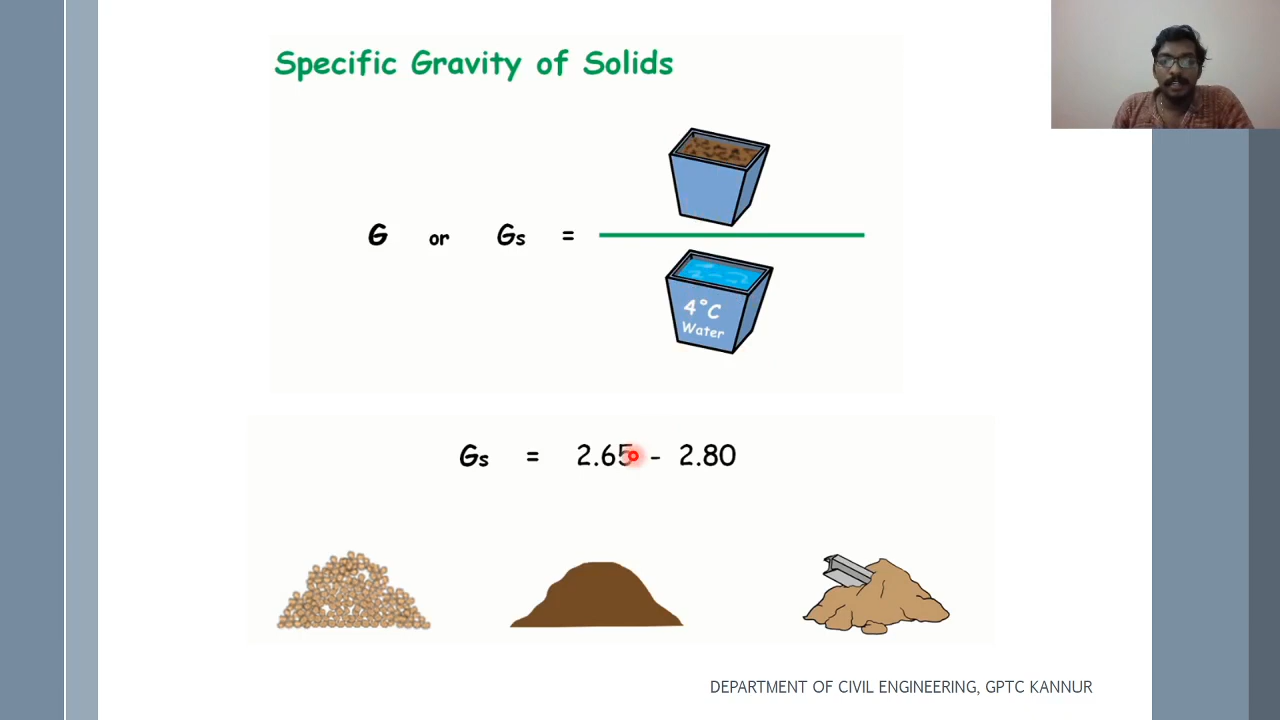 Specific Gravity of Solids
G or Gs =
4°C
Water
Gs = 2.65 - 2.80
DEPARTMENT OF CIVIL ENGINEERING, GPTC KANNUR